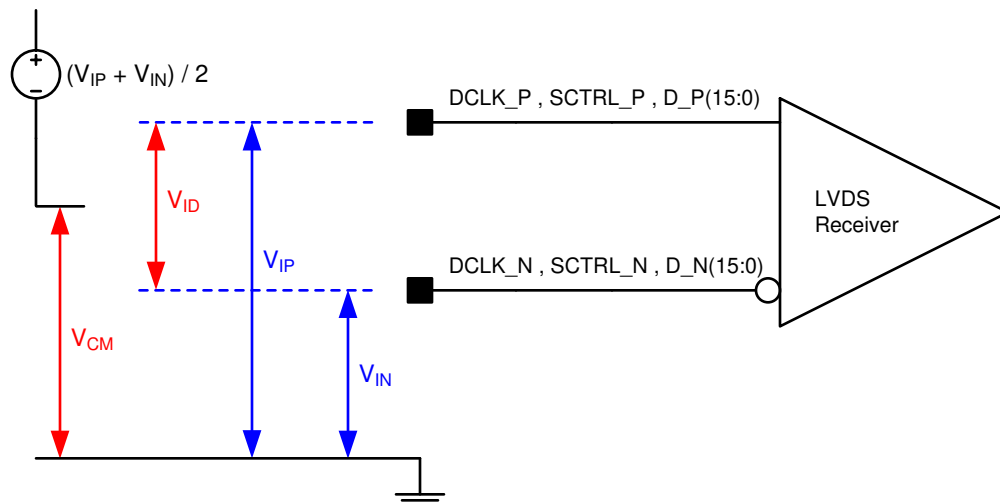 +
−
(VIP + VIN) / 2
DCLK_P , SCTRL_P , D_P(15:0)
VID
LVDS
Receiver
VIP
DCLK_N , SCTRL_N , D_N(15:0)
VCM
VIN